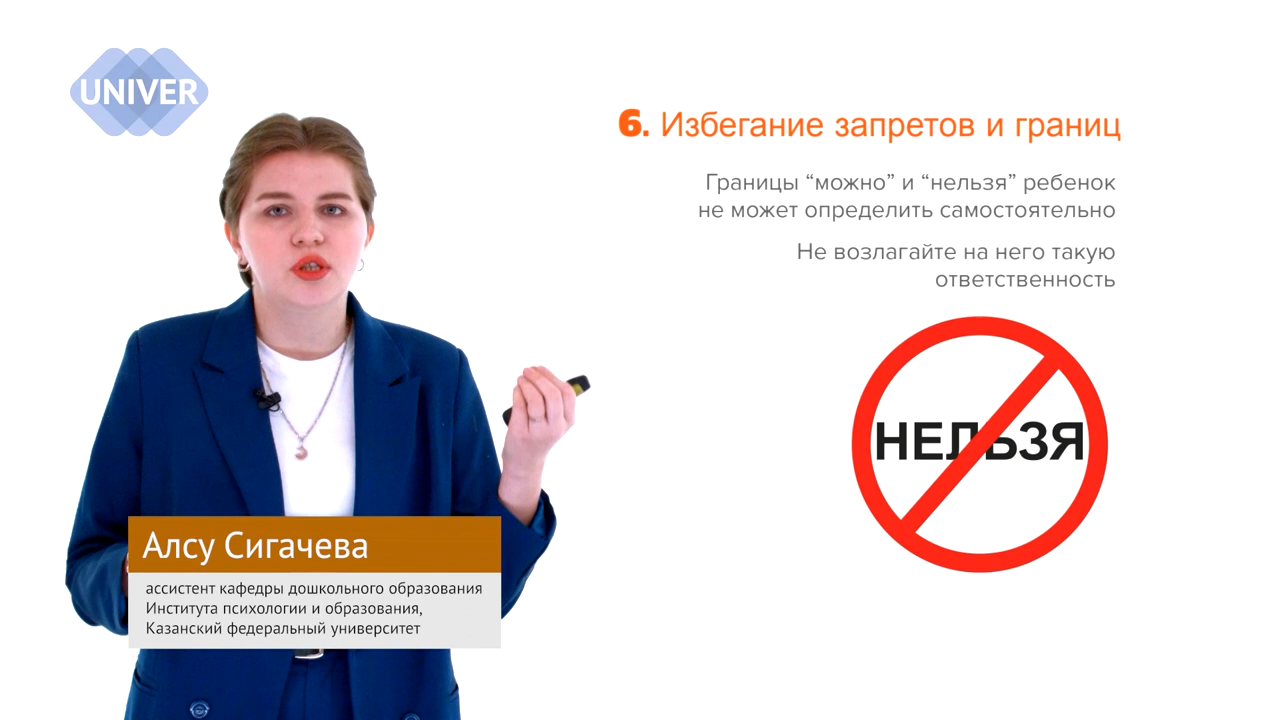 UNIVER
6. Избегание запретов и границ
Границы “можно” и “нельзя” ребенок
не может определить самостоятельно
Не возлагайте на него такую
ответственность
НЕЛЬЗЯ
Алсу Сигачева
ассистент кафедры дошкольного образования
Института психологии и образования,
Казанский федеральный университет